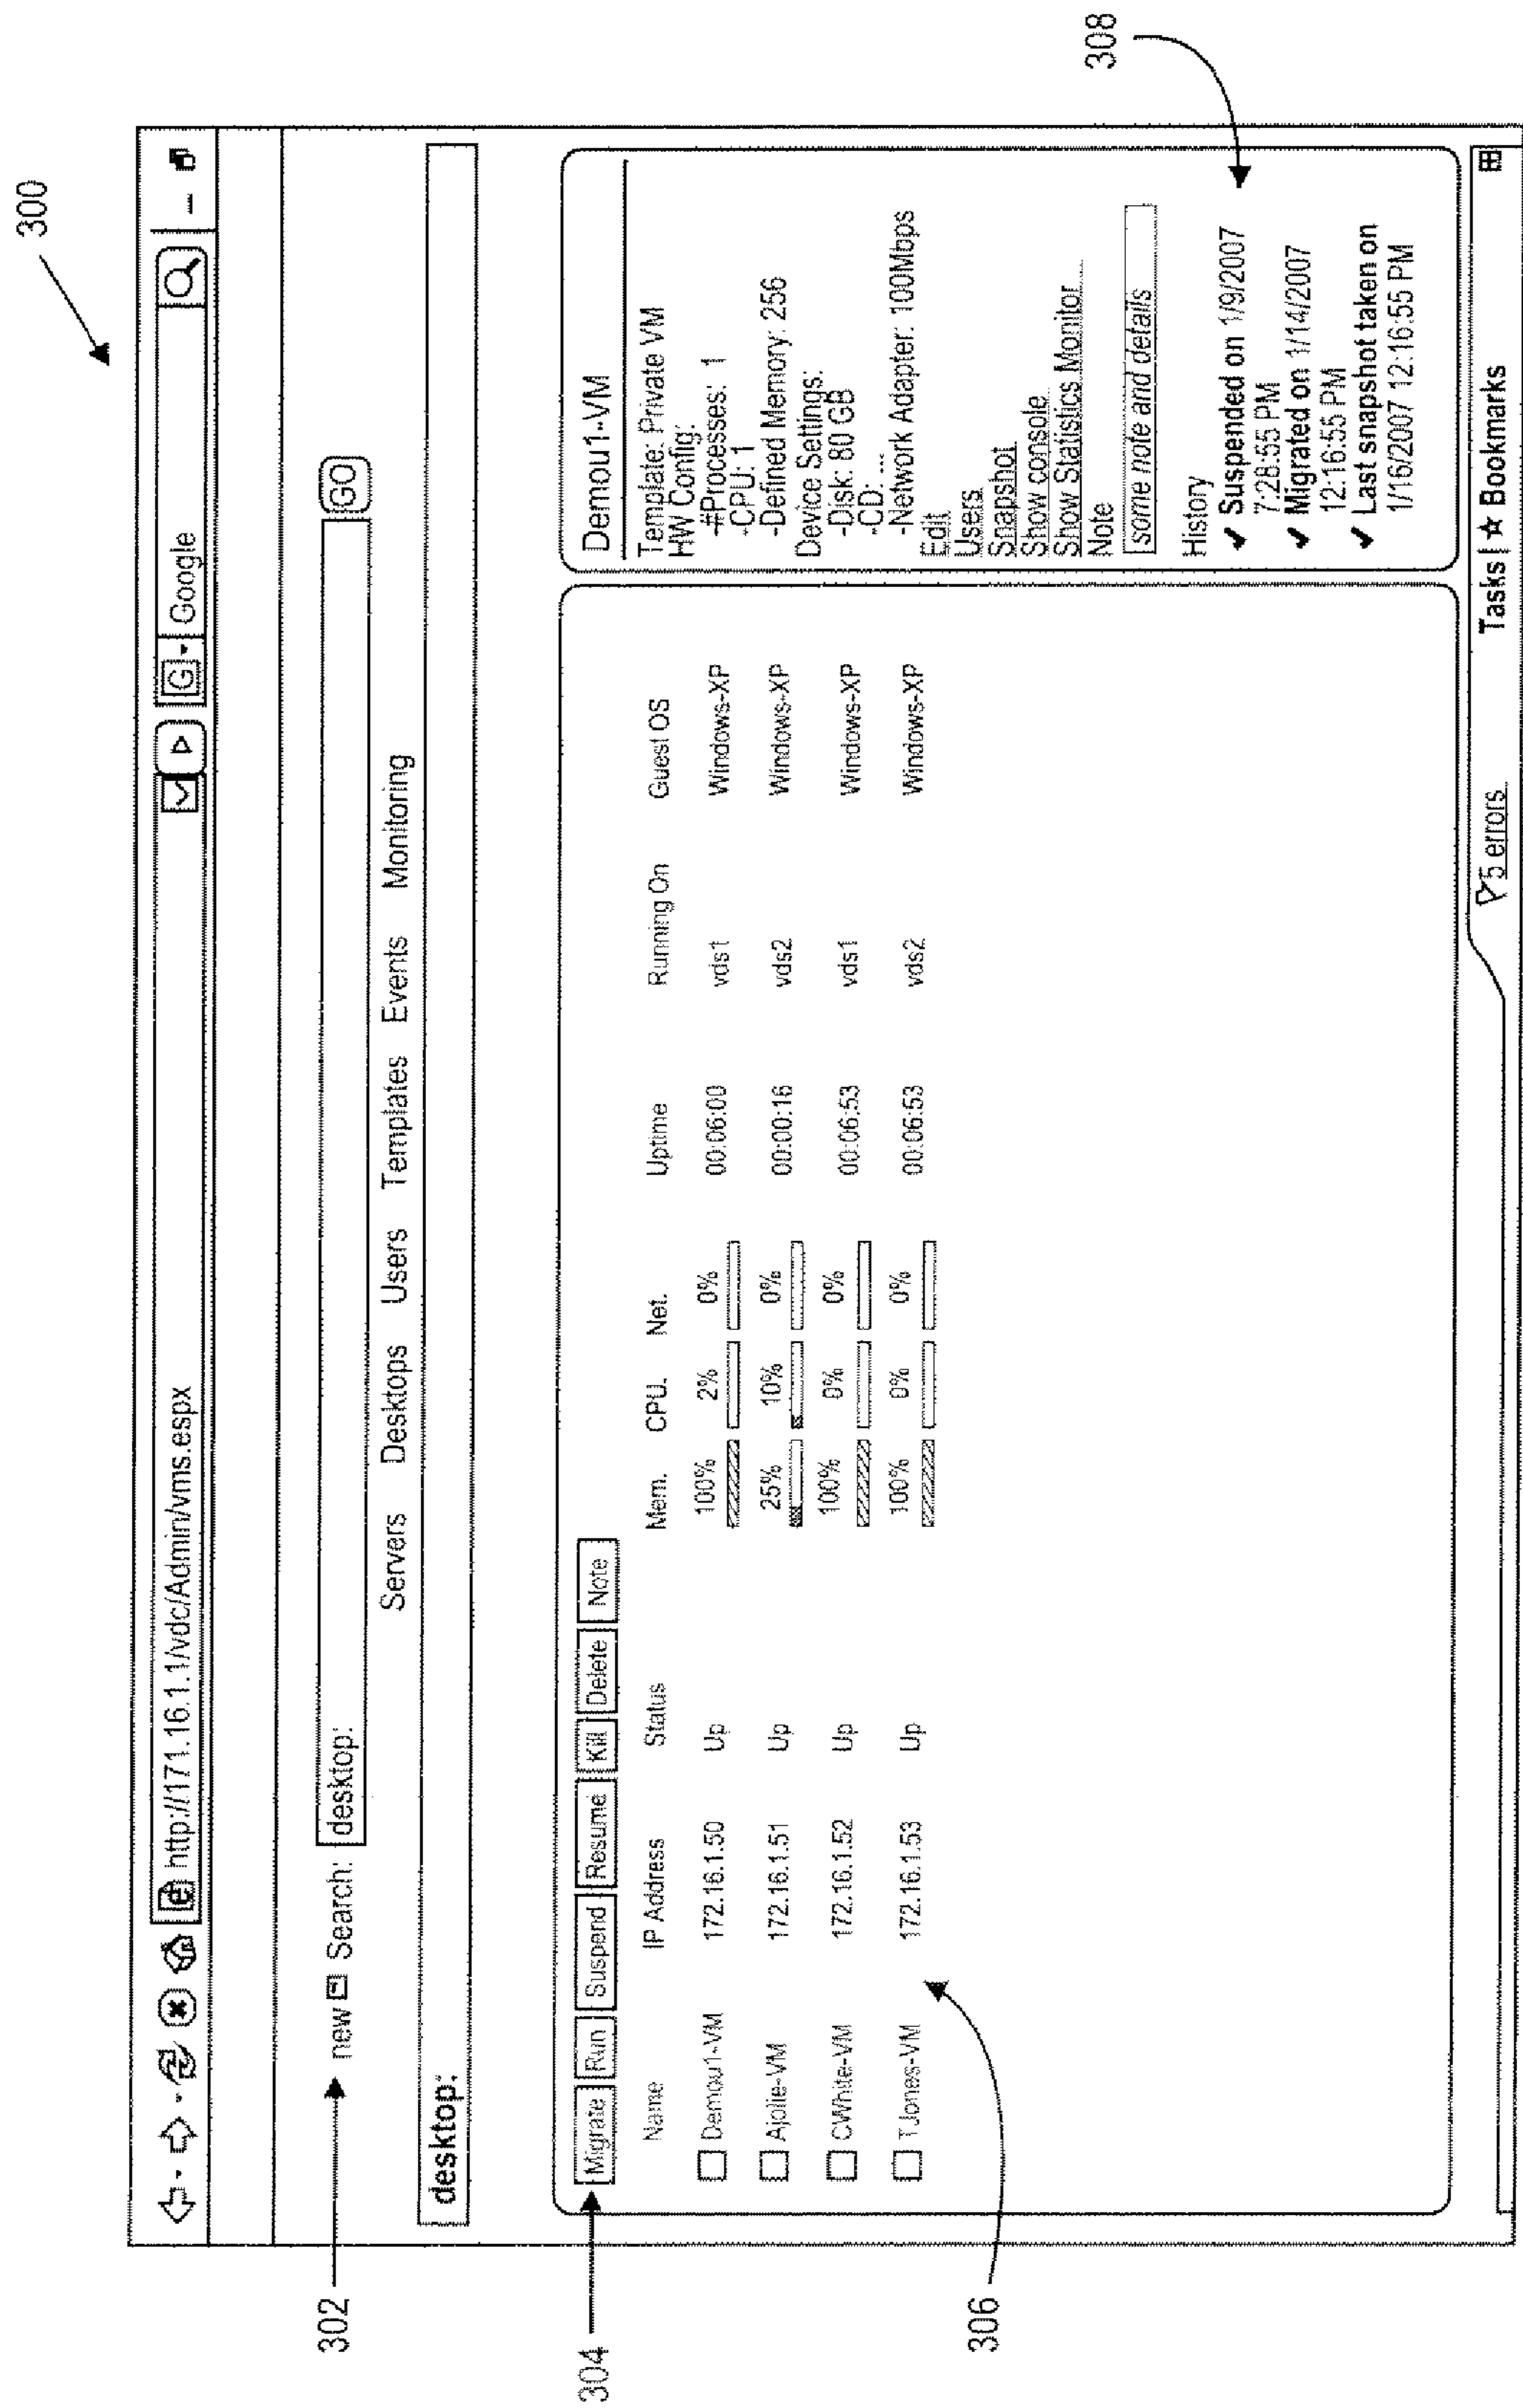 300
http://171.16.1.1/vdc/Admin/vms.espx
G Google
302
new Search: desktop: GO
Servers Desktops Users Templates Events Monitoring
desktop:
304
Migrate Run Suspend Resume Kill Delete Note
Name IP Address Status Mem. CPU. Net. Uptime Running On Guest OS
Demou1-VM 172.16.1.50 Up 100% 2% 0% 00:06:00 vds1 Windows-XP
Ajolie-VM 172.16.1.51 Up 25% 10% 0% 00:00:16 vds2 Windows-XP
CWhite-VM 172.16.1.52 Up 100% 0% 0% 00:06:53 vds1 Windows-XP
TJones-VM 172.16.1.53 Up 100% 0% 0% 00:06:53 vds2 Windows-XP
306
Demou1-VM
Template: Private VM
HW Config:
-#Processes: 1
-CPU: 1
-Defined Memory: 256
Device Settings:
-Disk: 80 GB
-CD:...
-Network Adapter: 100Mbps
Edit
Users
Snapshot
Show console
Show Statistics Monitor
Note
some note and details
History
Suspended on 1/9/2007
7:28:55 PM
Migrated on 1/14/2007
12:16:55 PM
Last snapshot taken on
1/16/2007 12:16:55 PM
308
5 errors
Tasks | ☆ Bookmarks